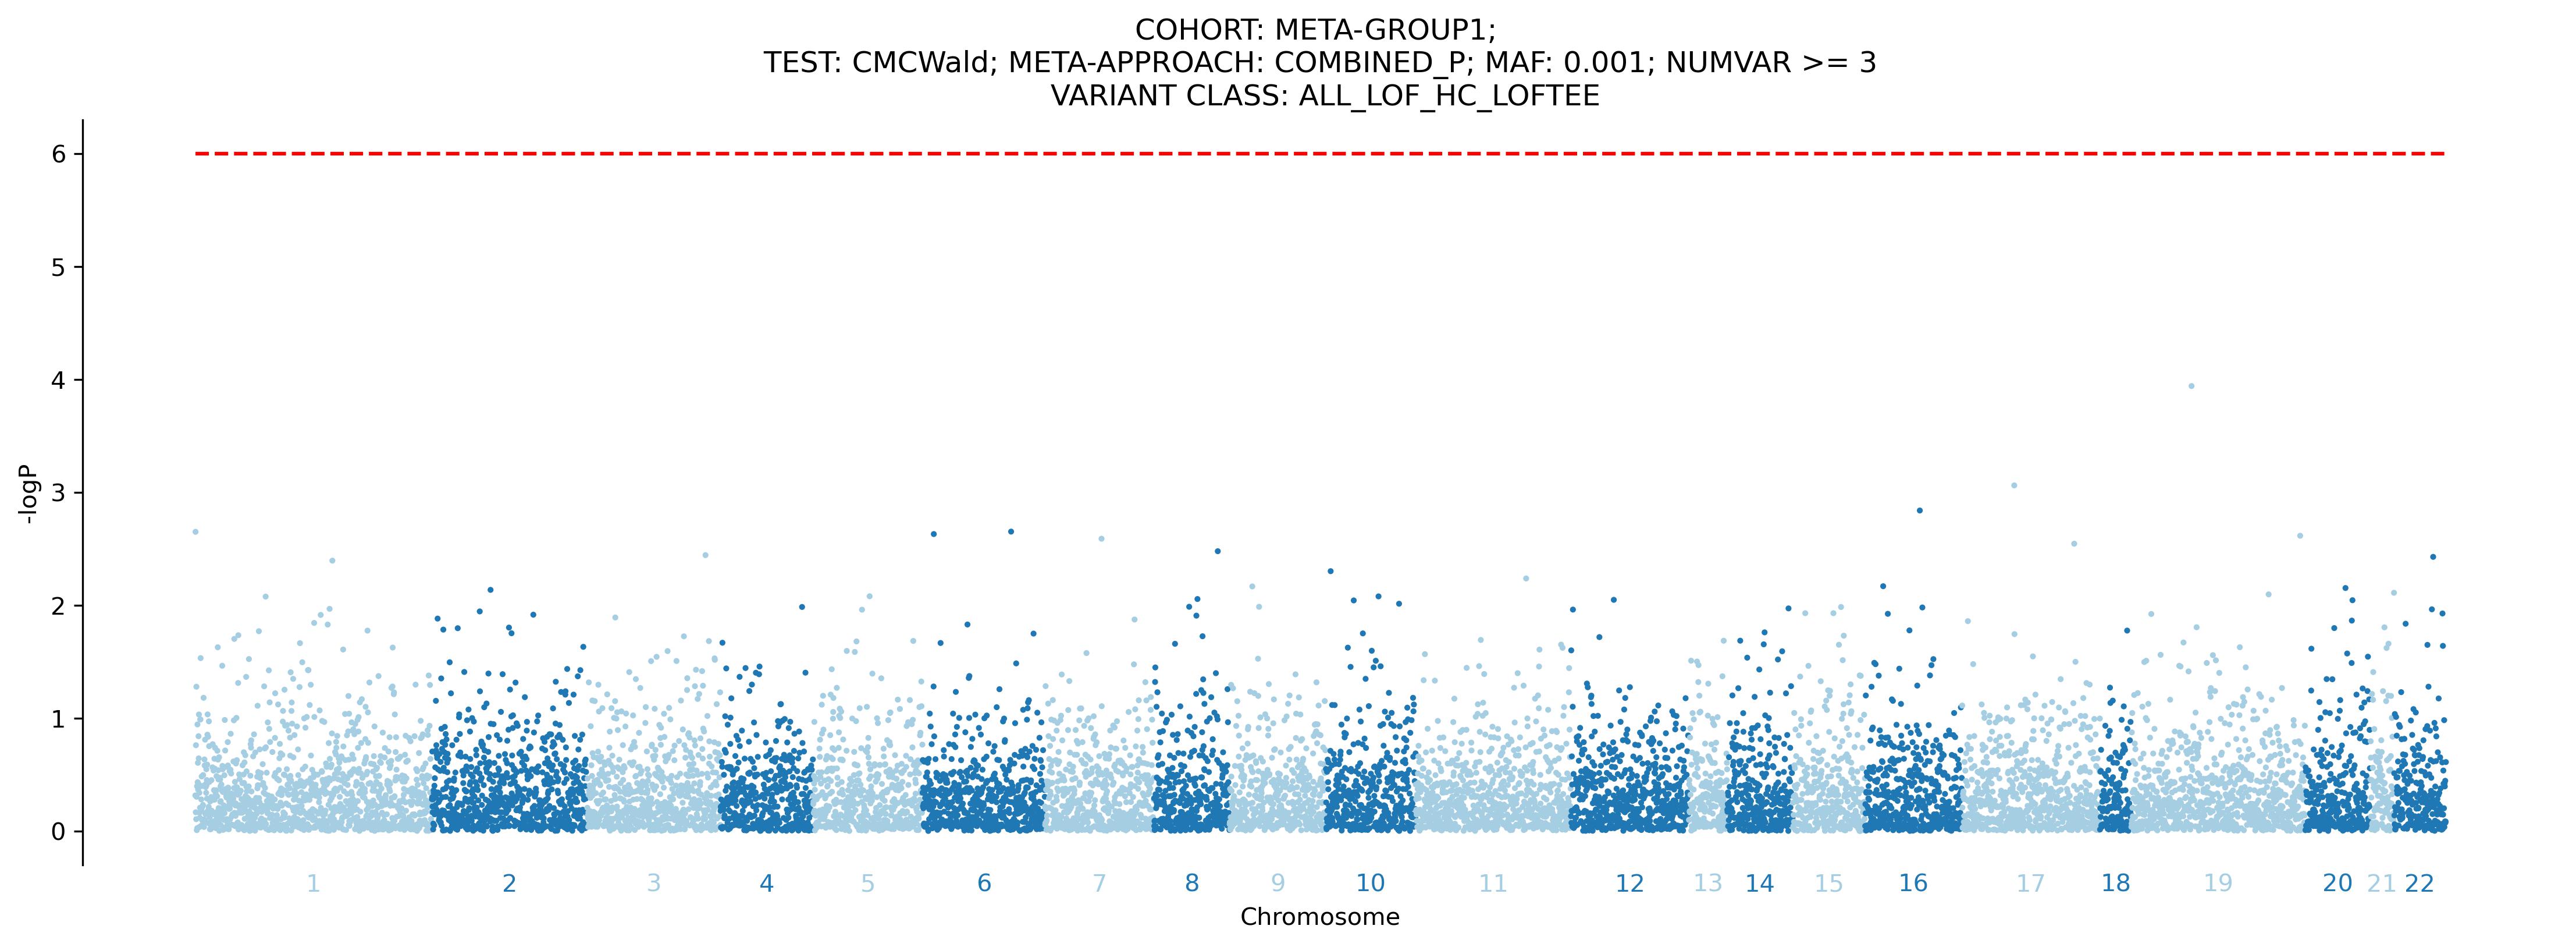 COHORT: META-GROUP1;
TEST: CMCWald; META-APPROACH: COMBINED_P; MAF: 0.001; NUMVAR >= 3
VARIANT CLASS: ALL_LOF_HC_LOFTEE
6
5
4
3
2
1
0
-logP
1 2 3 4 5 6 7 8 9 10 11 12 13 14 15 16 17 18 19 20 21 22
Chromosome